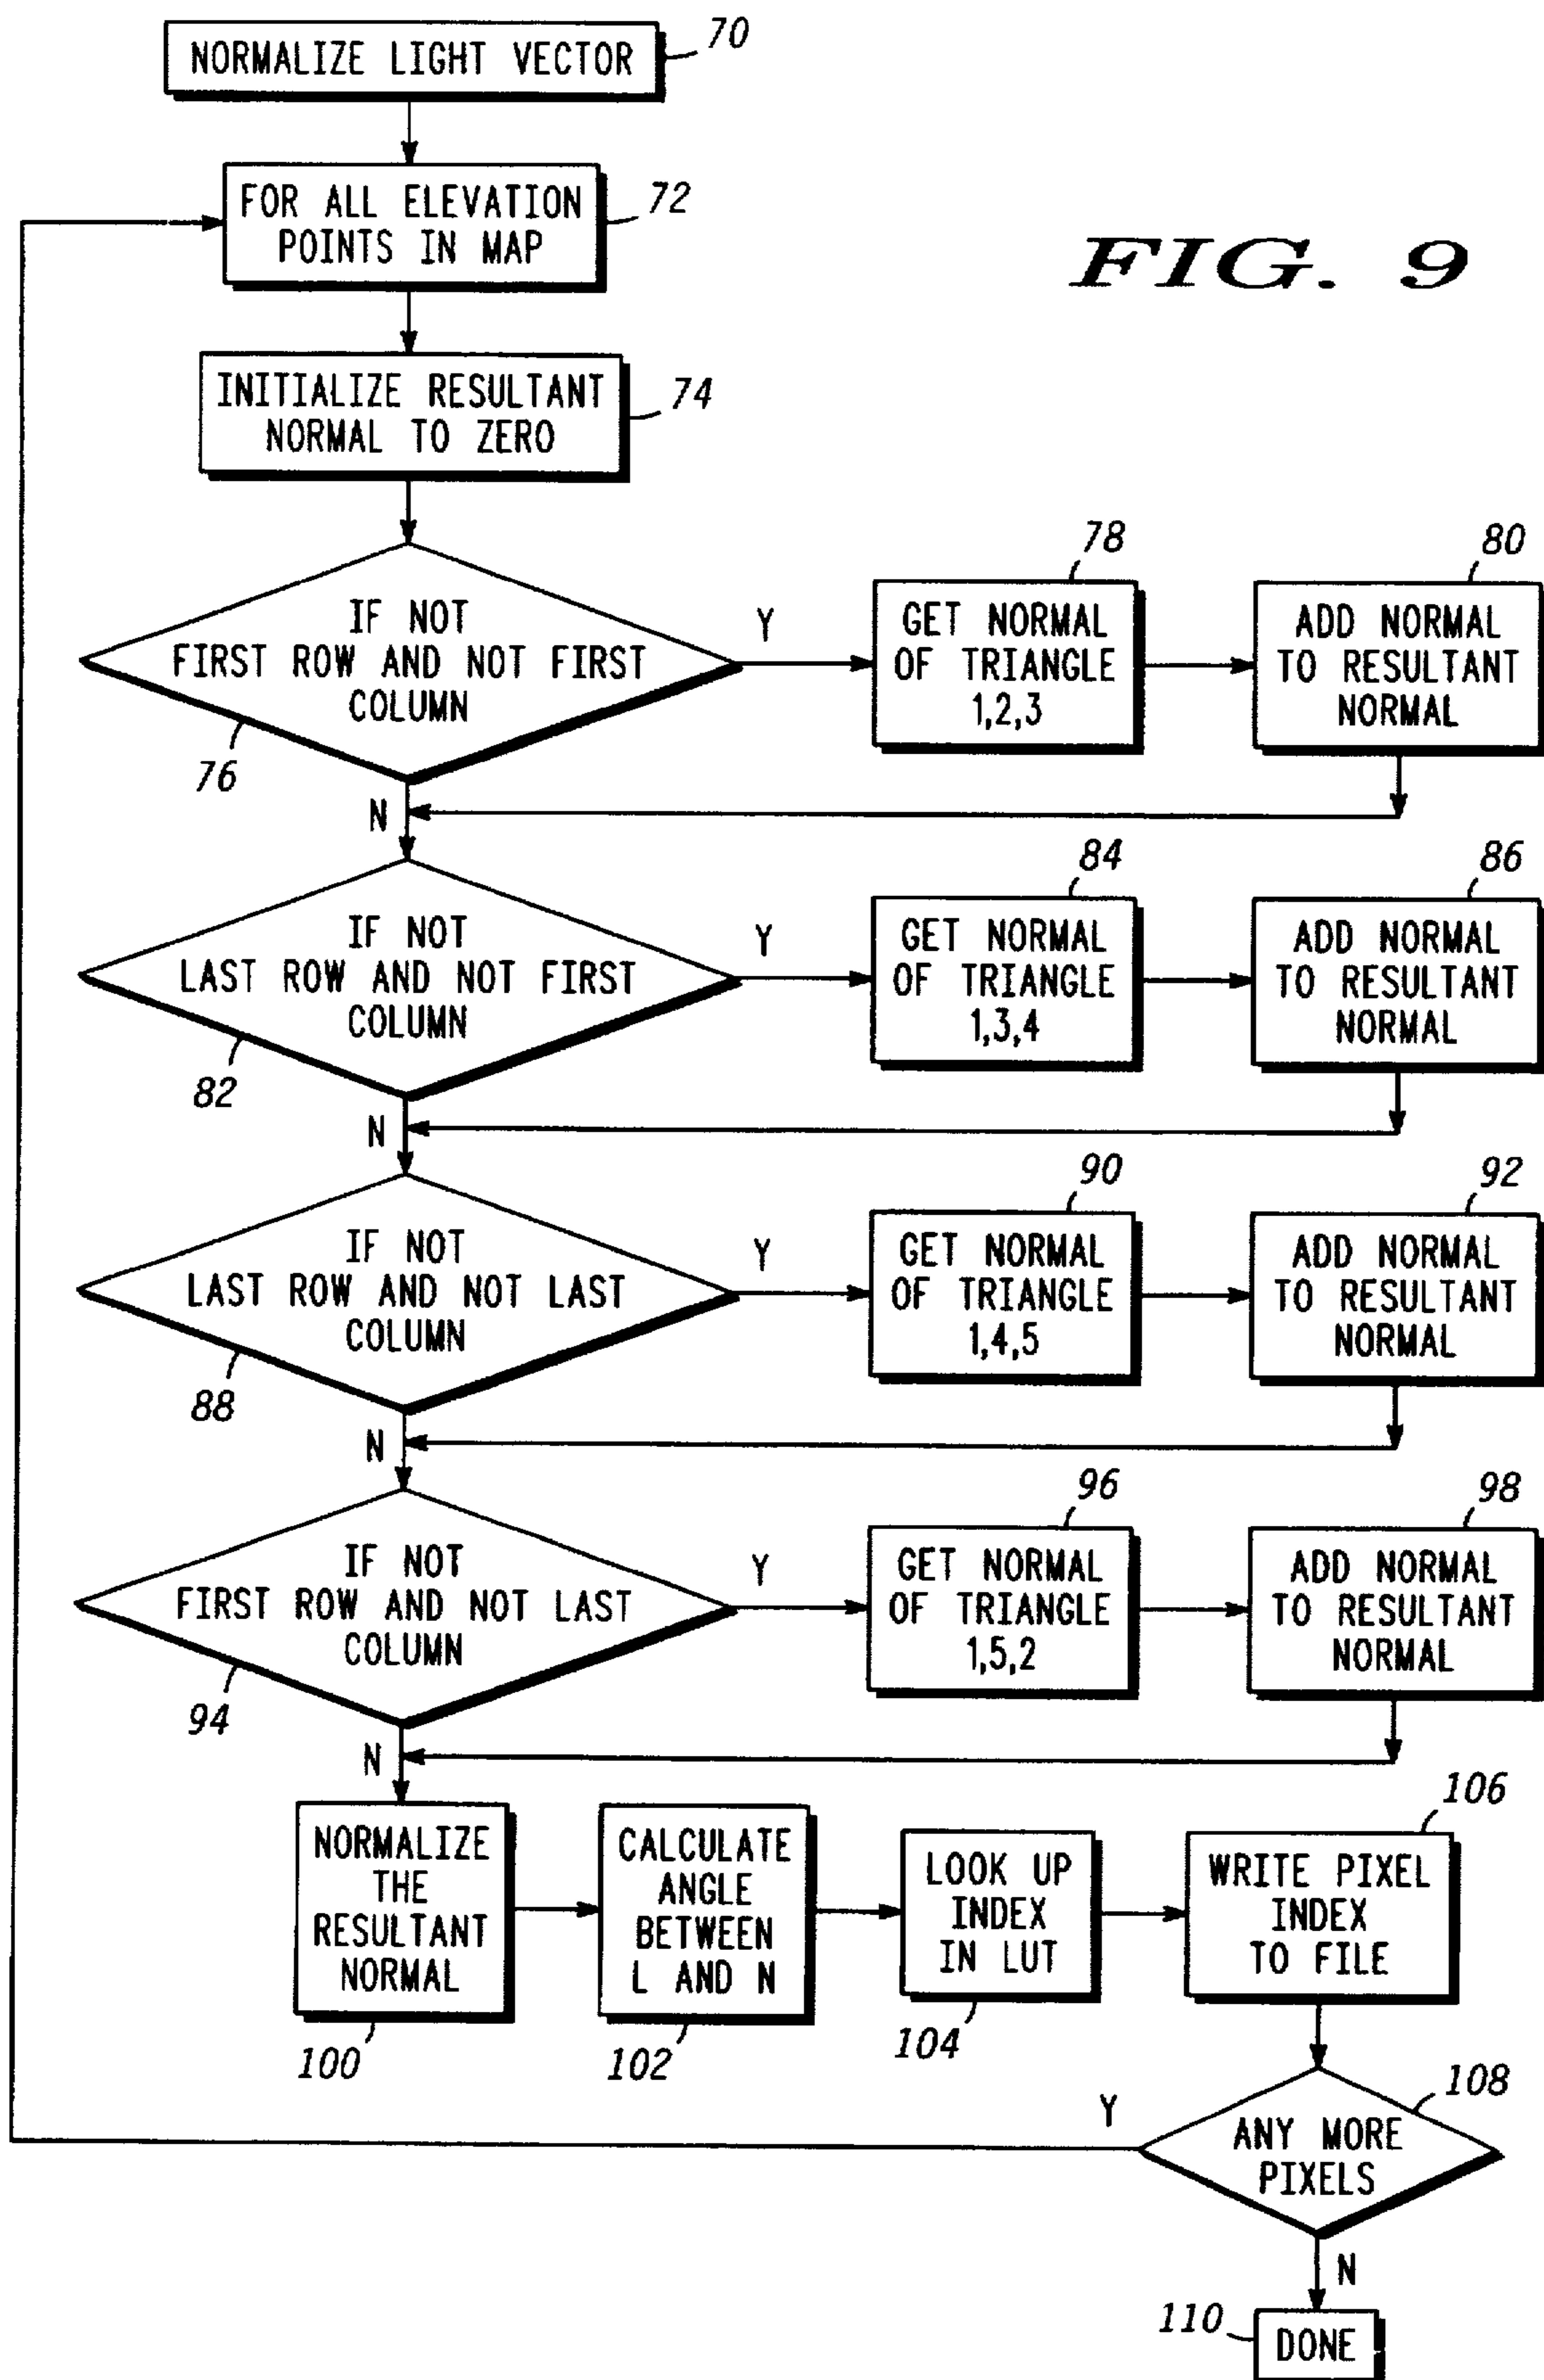 NORMALIZE LIGHT VECTOR
70
FOR ALL ELEVATION
POINTS IN MAP
72
FIG. 9
INITIALIZE RESULTANT
NORMAL TO ZERO
74
IF NOT
FIRST ROW AND NOT FIRST
COLUMN
76
Y
N
GET NORMAL
OF TRIANGLE
1,2,3
78
ADD NORMAL
TO RESULTANT
NORMAL
80
IF NOT
LAST ROW AND NOT FIRST
COLUMN
82
Y
N
GET NORMAL
OF TRIANGLE
1,3,4
84
ADD NORMAL
TO RESULTANT
NORMAL
86
IF NOT
LAST ROW AND NOT LAST
COLUMN
88
Y
N
GET NORMAL
OF TRIANGLE
1,4,5
90
ADD NORMAL
TO RESULTANT
NORMAL
92
IF NOT
FIRST ROW AND NOT LAST
COLUMN
94
Y
N
GET NORMAL
OF TRIANGLE
1,5,2
96
ADD NORMAL
TO RESULTANT
NORMAL
98
NORMALIZE
THE
RESULTANT
NORMAL
100
CALCULATE
ANGLE
BETWEEN
L AND N
102
LOOK UP
INDEX
IN LUT
104
WRITE PIXEL
INDEX
TO FILE
106
ANY MORE
PIXELS
108
Y
N
DONE
110